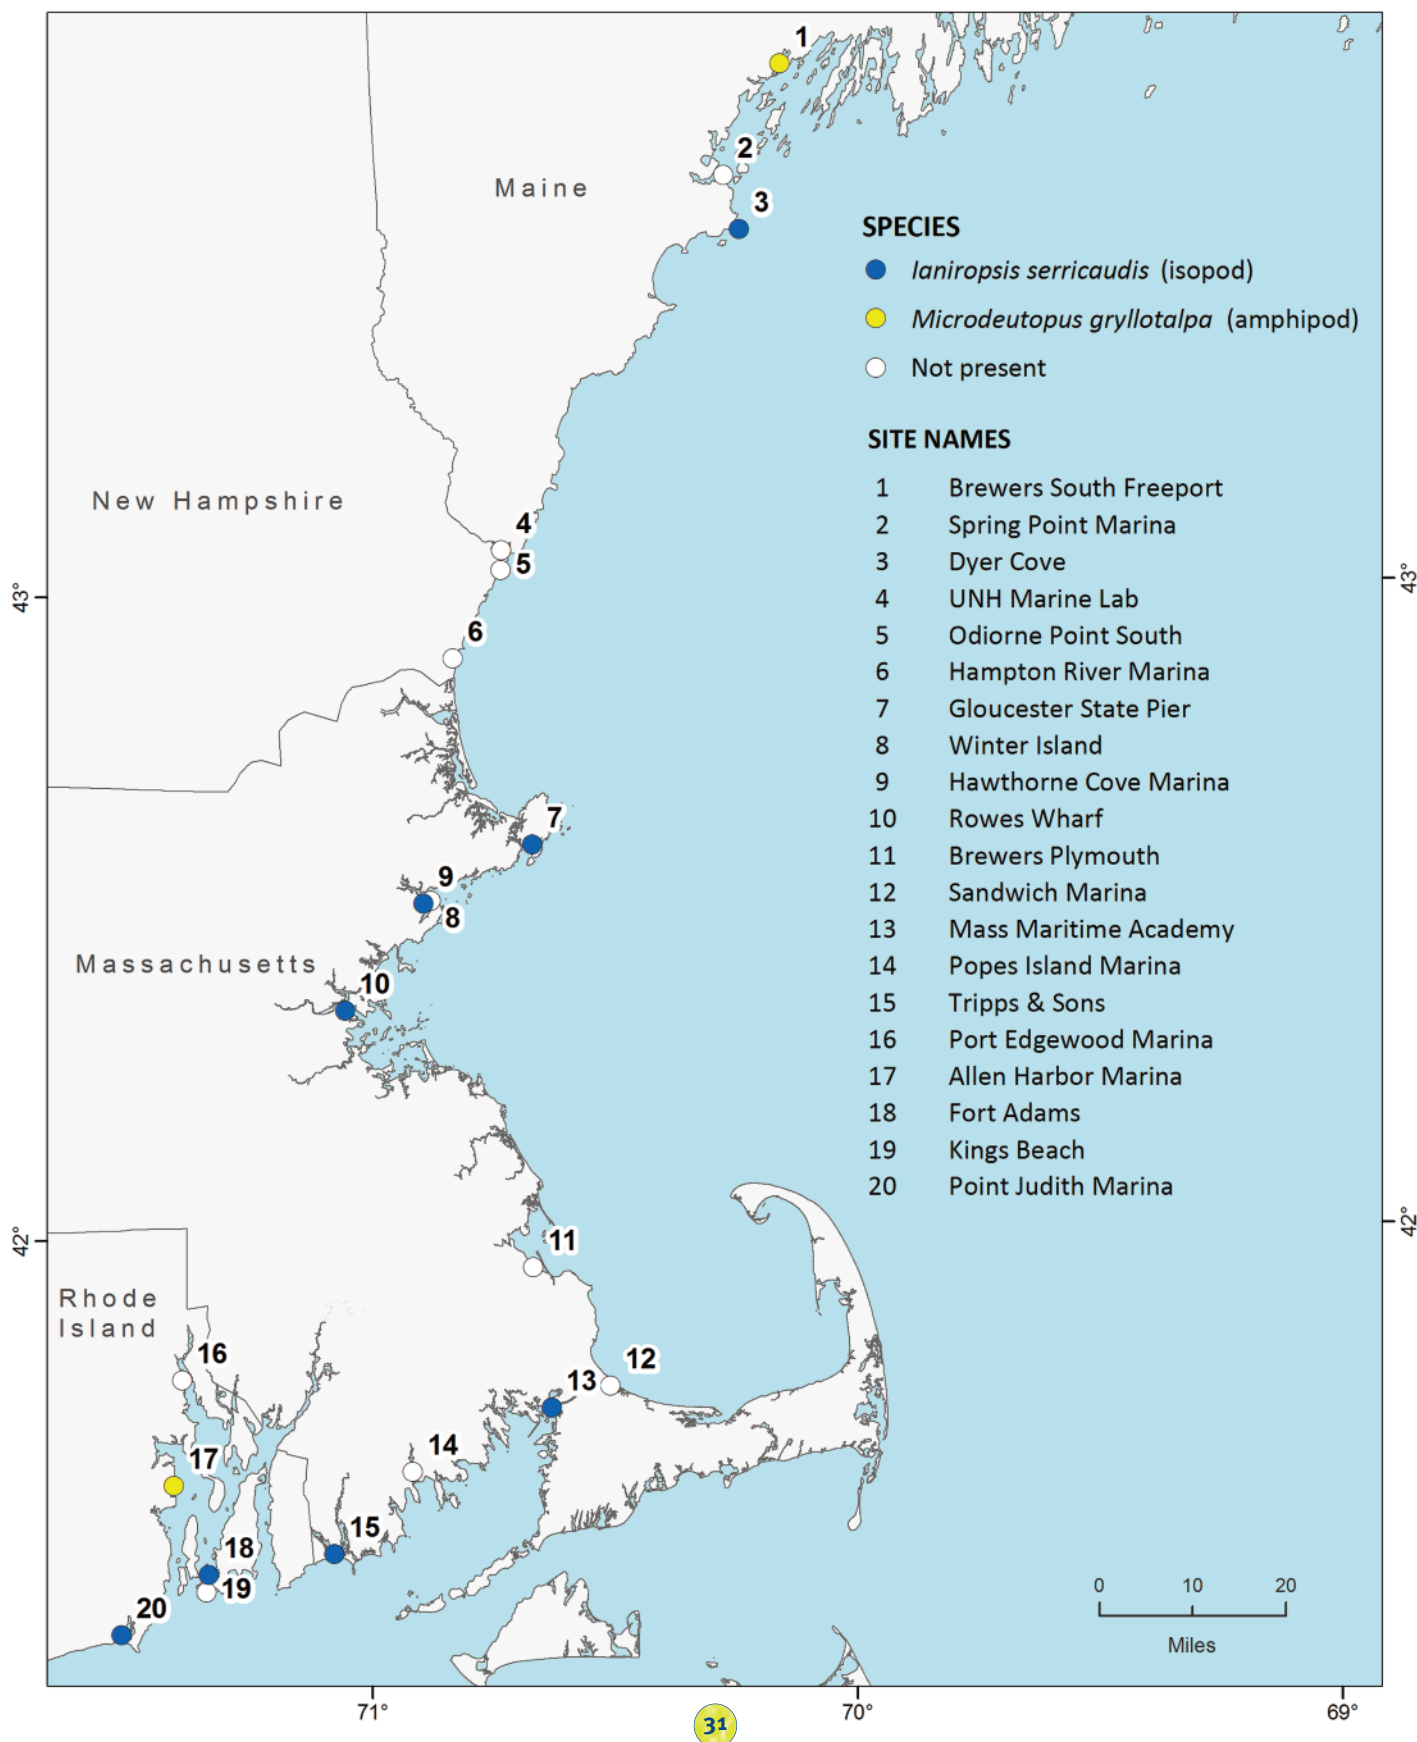 1
2
Maine
3
SPECIES
Ianiropsis serricaudis (isopod)
Microdeutopus gryllotalpa (amphipod)
Not present
SITE NAMES
1 Brewers South Freeport
2 Spring Point Marina
3 Dyer Cove
4 UNH Marine Lab
5 Odiorne Point South
6 Hampton River Marina
7 Gloucester State Pier
8 Winter Island
9 Hawthorne Cove Marina
10 Rowes Wharf
11 Brewers Plymouth
12 Sandwich Marina
13 Mass Maritime Academy
14 Popes Island Marina
15 Tripps & Sons
16 Port Edgewood Marina
17 Allen Harbor Marina
18 Fort Adams
19 Kings Beach
20 Point Judith Marina
New Hampshire
4
5
43°
43°
6
7
9
8
Massachusetts
10
42°
42°
11
Rhode
Island
16
12
13
14
17
15
18
19
20
0 10 20
Miles
71°
70°
69°
31